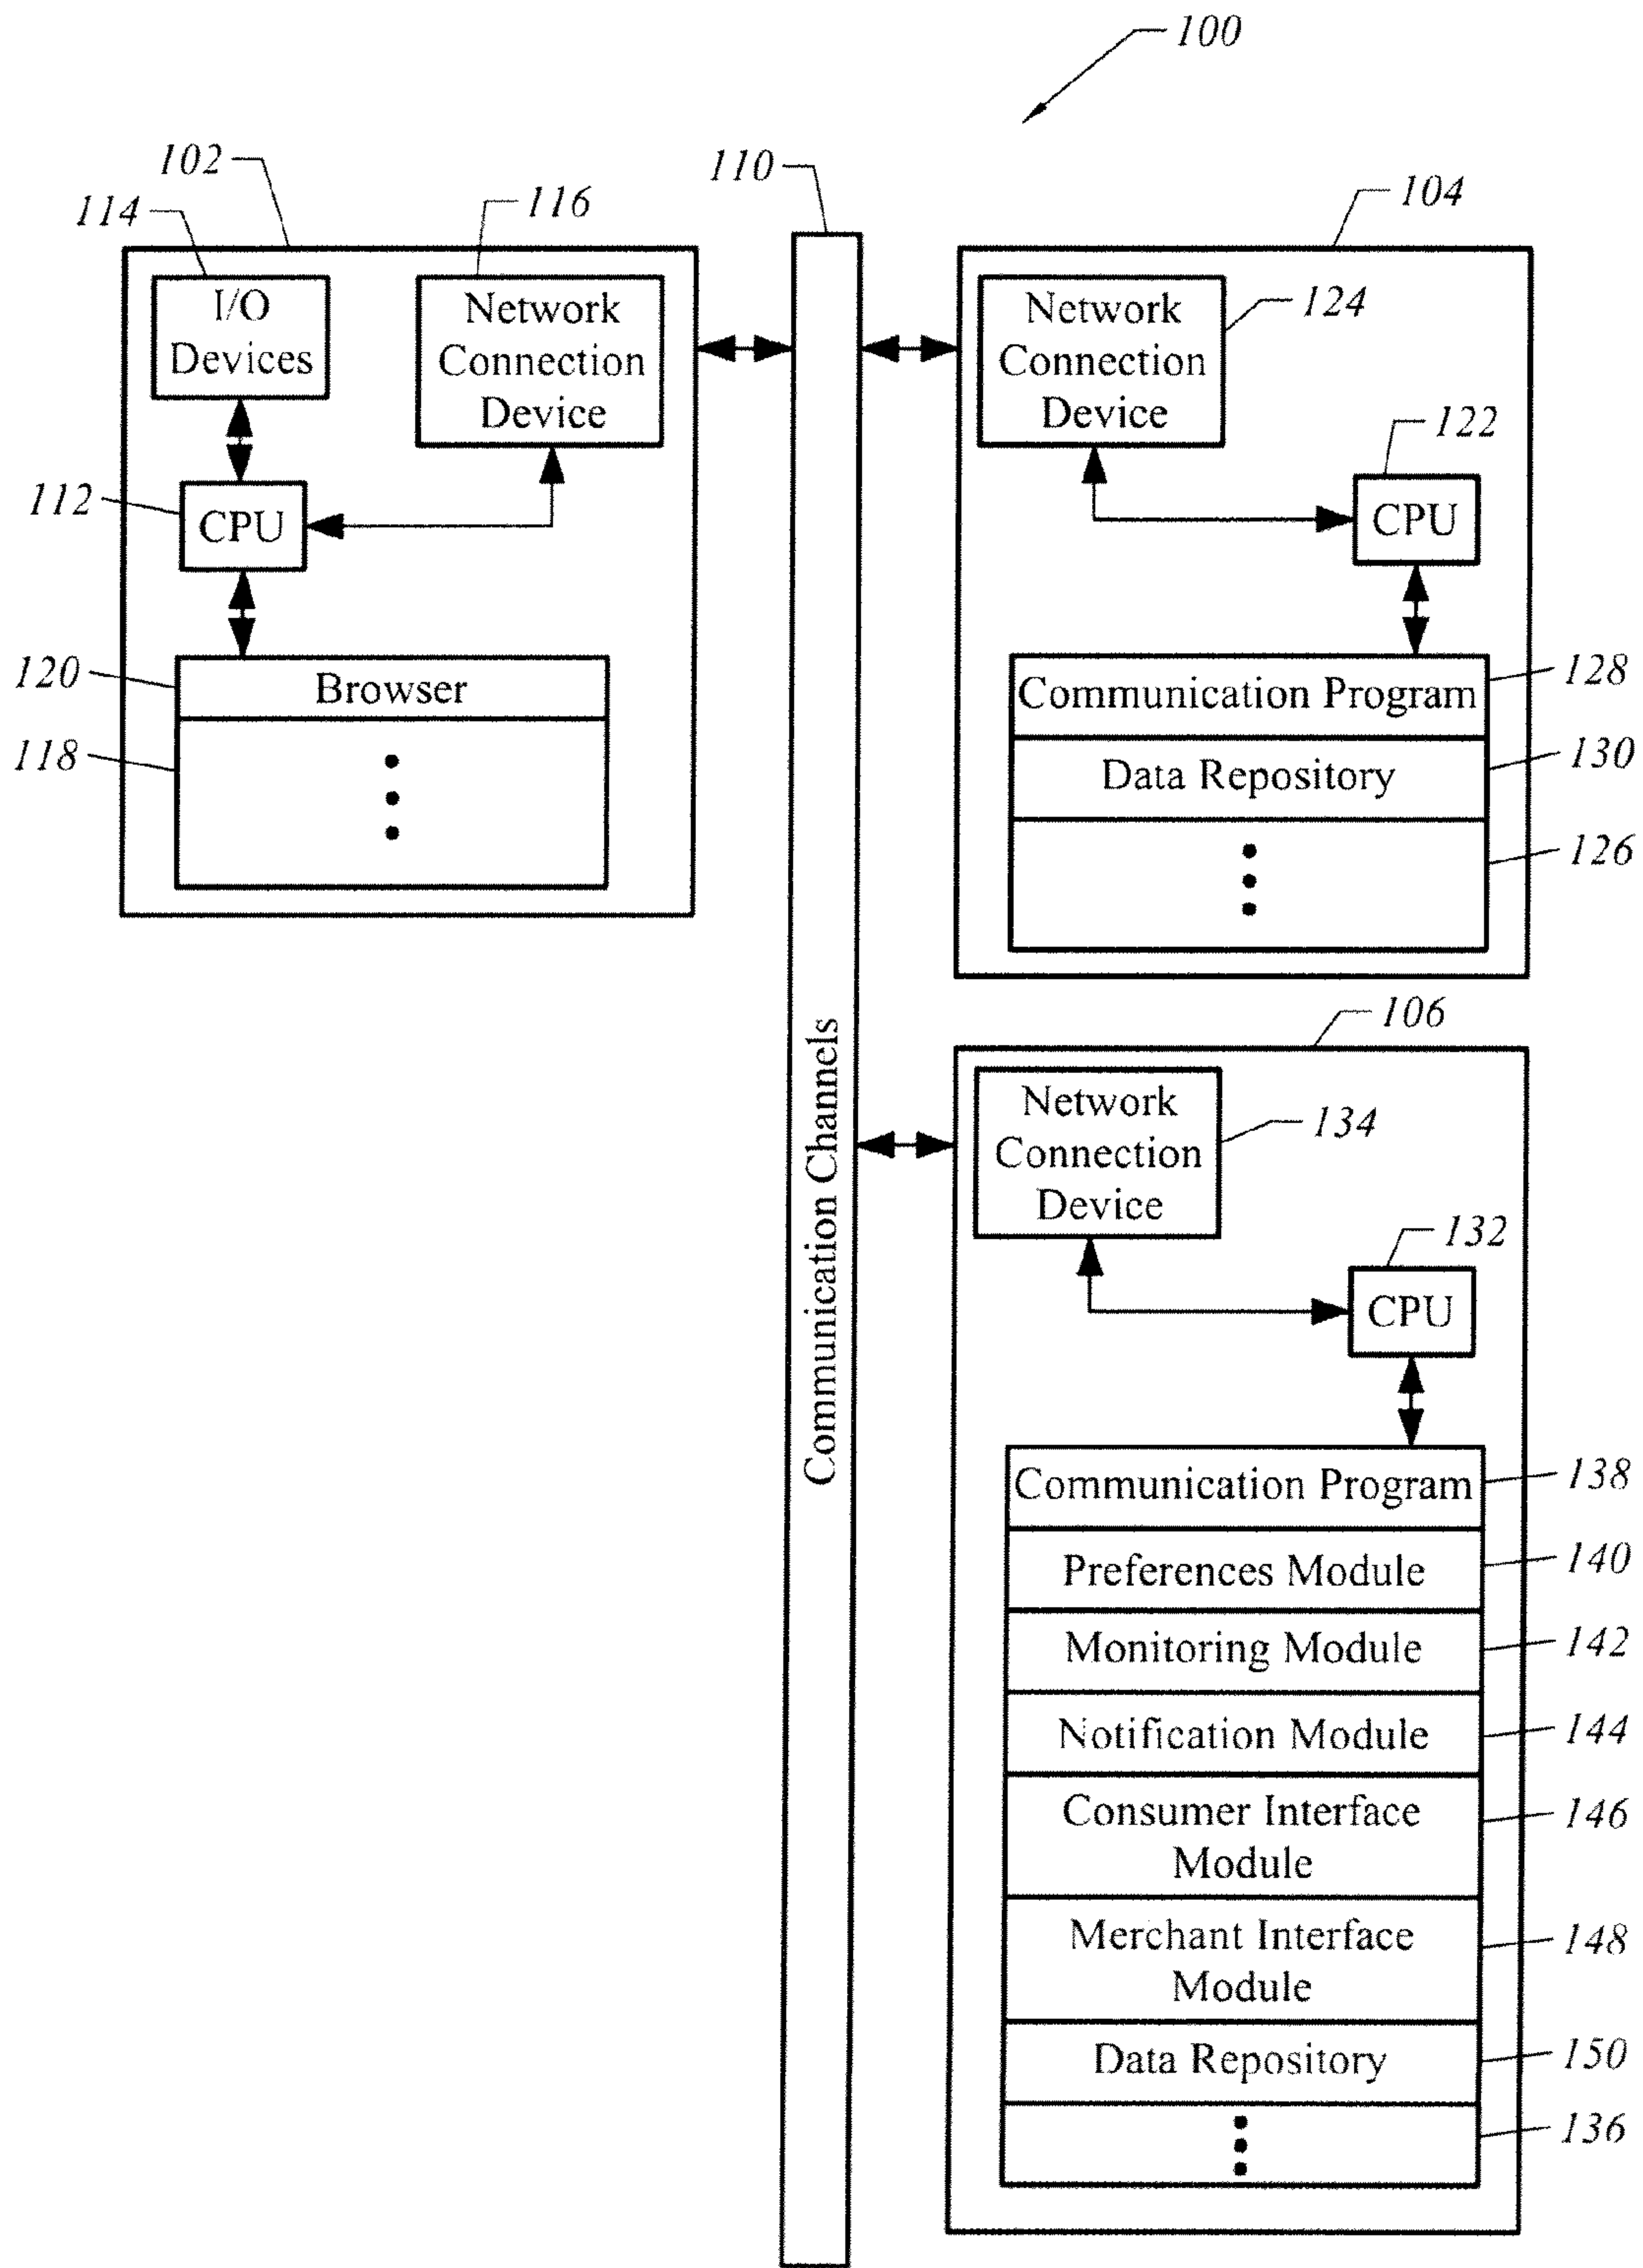 100
102
110
114
116
104
I/O
Devices
Network
Connection
Device
Network
Connection
Device
124
122
112
CPU
CPU
120
Browser
118
Communication Program
128
Data Repository
130
126
106
Communication Channels
Network
Connection
Device
134
132
CPU
Communication Program
138
Preferences Module
140
Monitoring Module
142
Notification Module
144
Consumer Interface
Module
146
Merchant Interface
Module
148
Data Repository
150
136